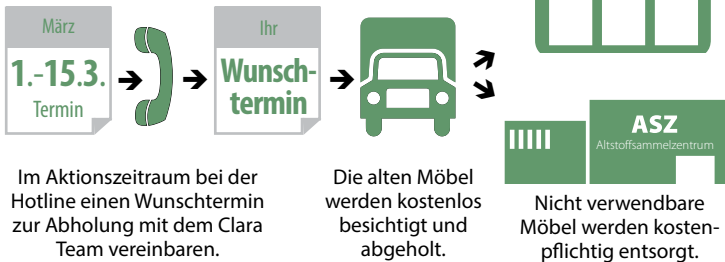 März
1.-15.3.
Termin
Ihr
Wunsch-
termin
ASZ
Altstoffsammelzentrum
Im Aktionszeitraum bei der
Hotline einen Wunschtermin
zur Abholung mit dem Clara
Team vereinbaren.
Die alten Möbel
werden kostenlos
besichtigt und
abgeholt.
Nicht verwendbare
Möbel werden kosten-
pflichtig entsorgt.